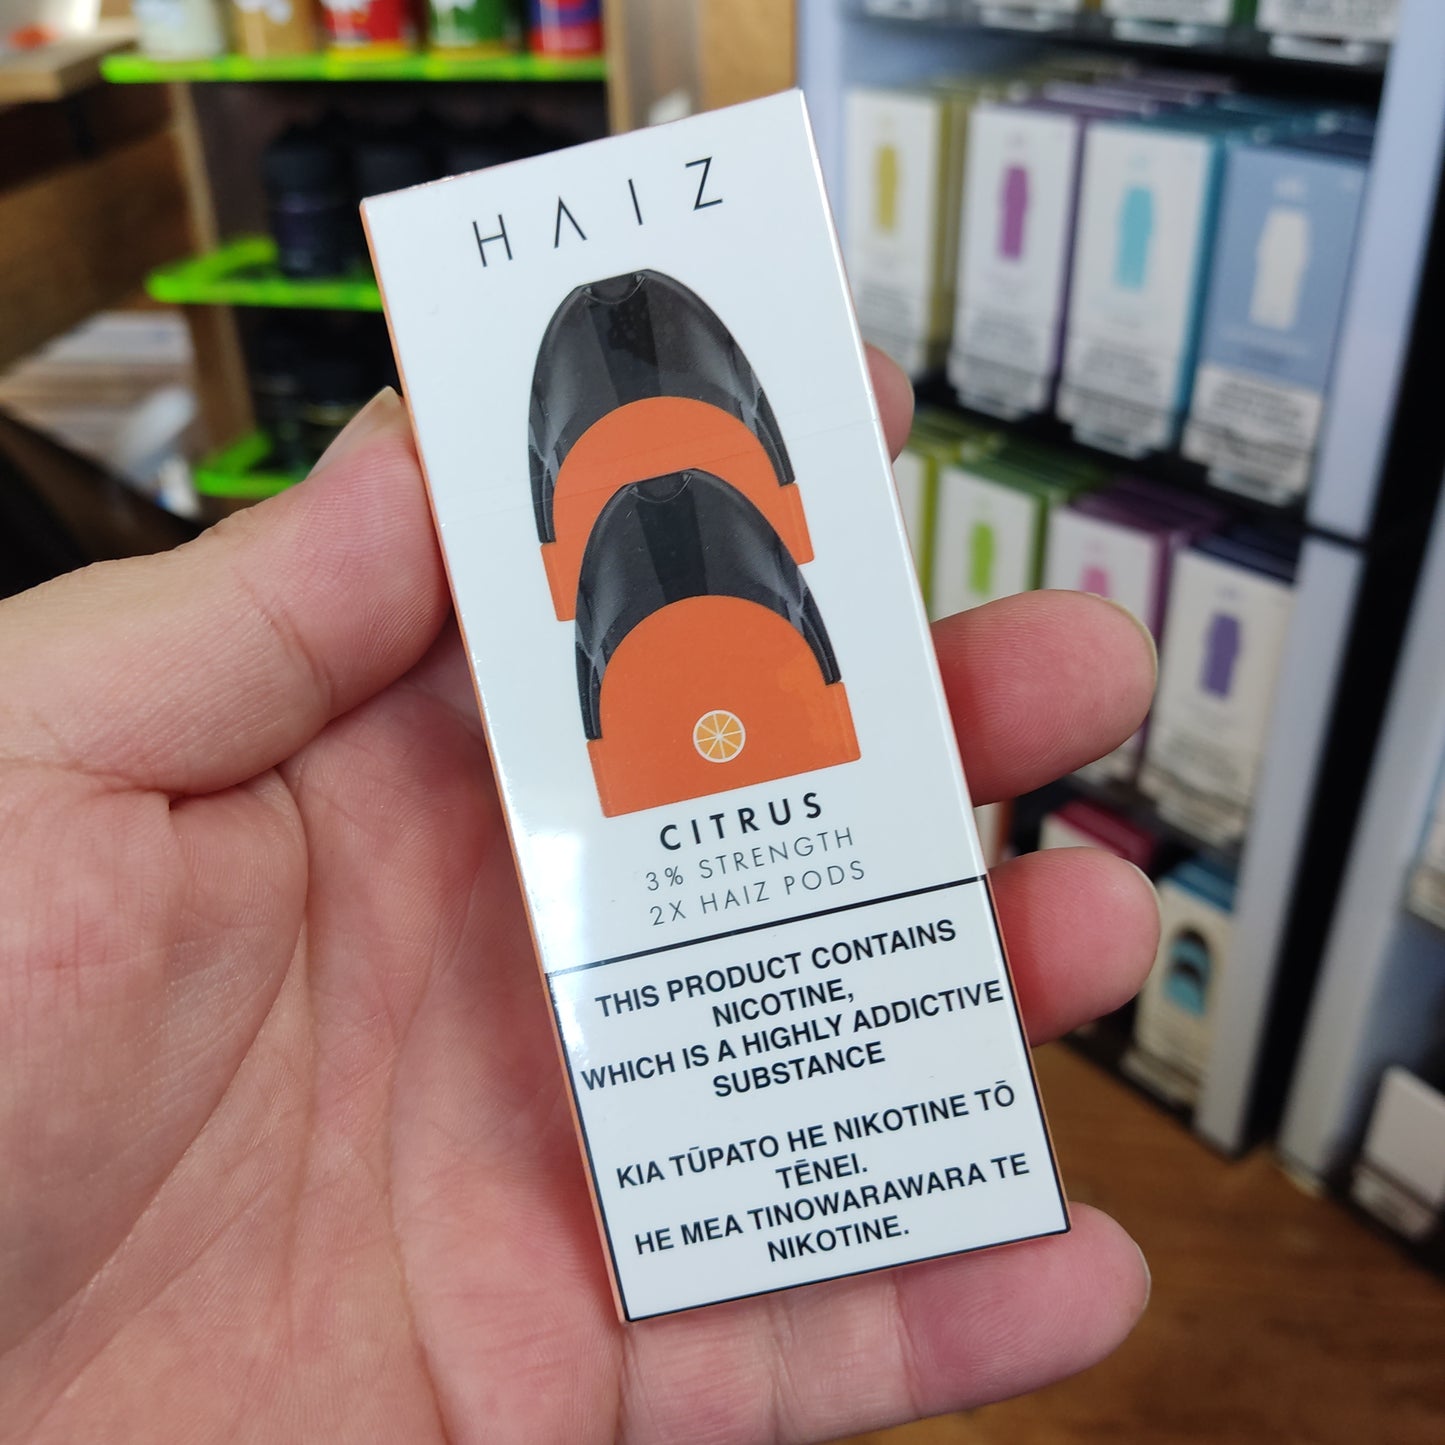 HAIZ
CITRUS
3% STRENGTH
2X HAIZ PODS
THIS PRODUCT CONTAINS
NICOTINE,
WHICH IS A HIGHLY ADDICTIVE
SUBSTANCE
KIA TŪPATO HE NIKOTINE TŌ
TĒNEI.
HE MEA TINOWARAWARA TE
NIKOTINE.